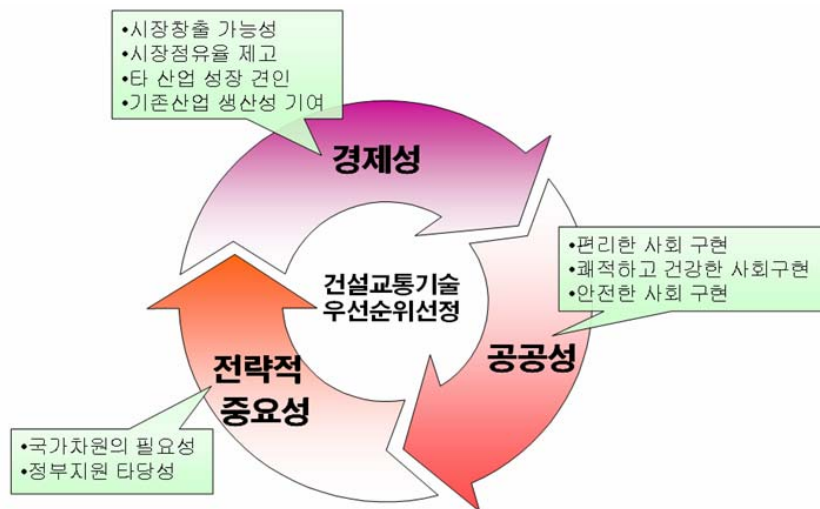 •시장창출 가능성
•시장점유율 제고
•타 산업 성장 견인
•기존산업 생산성 기여
경제성
•편리한 사회 구현
•쾌적하고 건강한 사회구현
•안전한 사회 구현
건설교통기술
우선순위선정
공공성
전략적
중요성
•국가차원의 필요성
•정부지원 타당성